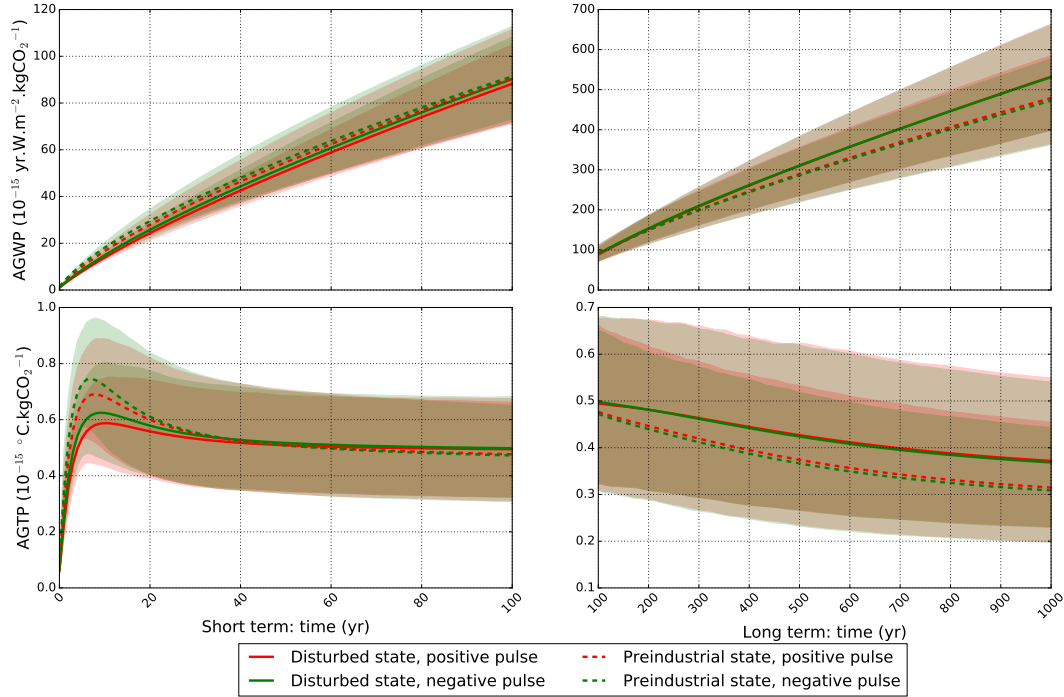 120
100
80
60
40
20
0
AGWP (10⁻¹⁵ yr.W.m⁻².kgCO₂⁻¹)
700
600
500
400
300
200
100
0
1.0
0.8
0.6
0.4
0.2
0.0
AGTP (10⁻¹⁵ °C.kgCO₂⁻¹)
0 20 40 60 80 100
Short term: time (yr)
0.7
0.6
0.5
0.4
0.3
0.2
0.1
100 200 300 400 500 600 700 800 900 1000
Long term: time (yr)
Disturbed state, positive pulse
Disturbed state, negative pulse
Preindustrial state, positive pulse
Preindustrial state, negative pulse